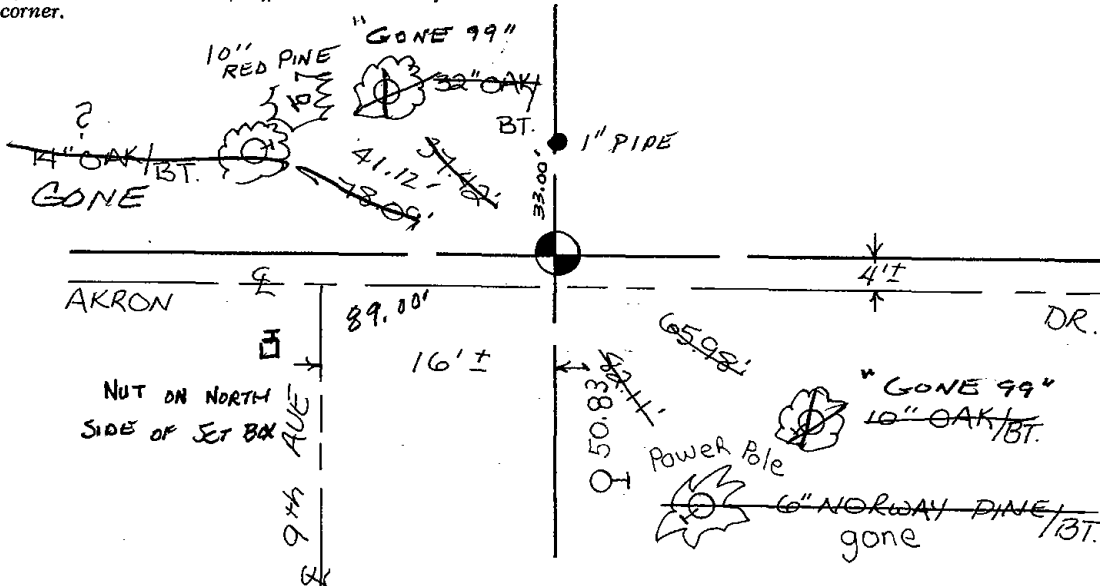 corner.
"GONE 99"
10"
RED PINE
32" OAK/
BT.
1" PIPE
?
14" OAK/BT.
GONE
41.12'
78.09'
33.00'
4'±
AKRON
DR.
89.00'
65.98'
16'±
NUT ON NORTH
SIDE OF SET BOX
9th AVE
50.83
"GONE 99"
10" OAK/BT.
Power Pole
6" NORWAY PINE/BT.
gone